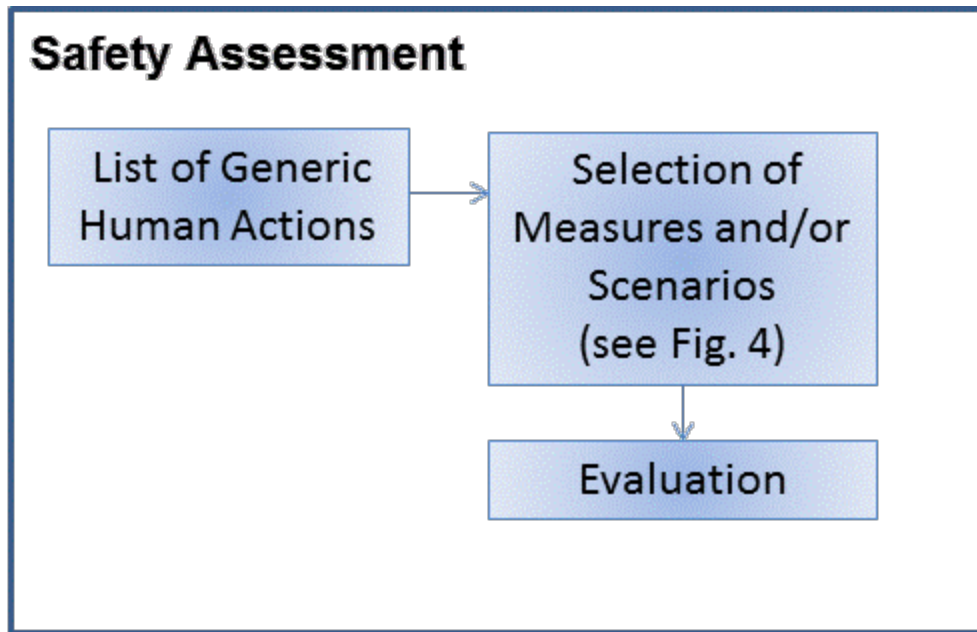 Safety Assessment
List of Generic
Human Actions
Selection of
Measures and/or
Scenarios
(see Fig. 4)
Evaluation